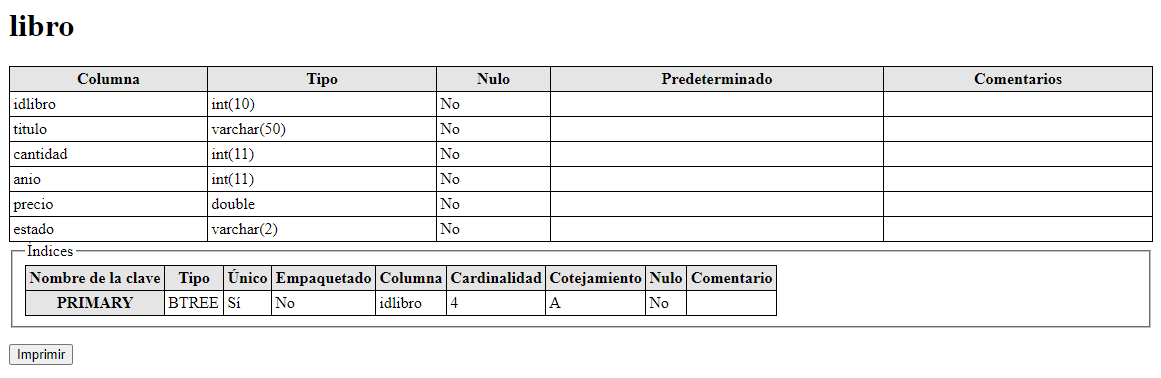 libro
Columna Tipo Nulo Predeterminado Comentarios
idlibro int(10) No
titulo varchar(50) No
cantidad int(11) No
anio int(11) No
precio double No
estado varchar(2) No
Índices
Nombre de la clave Tipo Único Empaquetado Columna Cardinalidad Cotejamiento Nulo Comentario
PRIMARY BTREE Sí No idlibro 4 A No
Imprimir